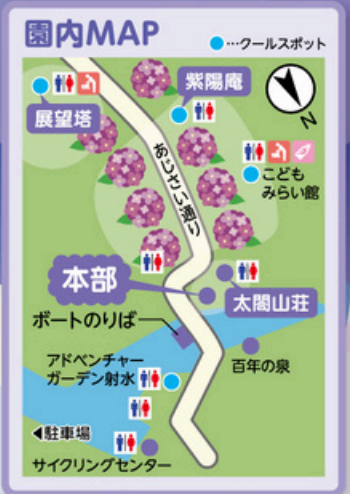 園内MAP
…クールスポット
展望塔
紫陽庵
N
あじさい通り
こども
みらい館
本部
太閤山荘
ボートのりば
百年の泉
アドベンチャー
ガーデン射水
◀駐車場
サイクリングセンター